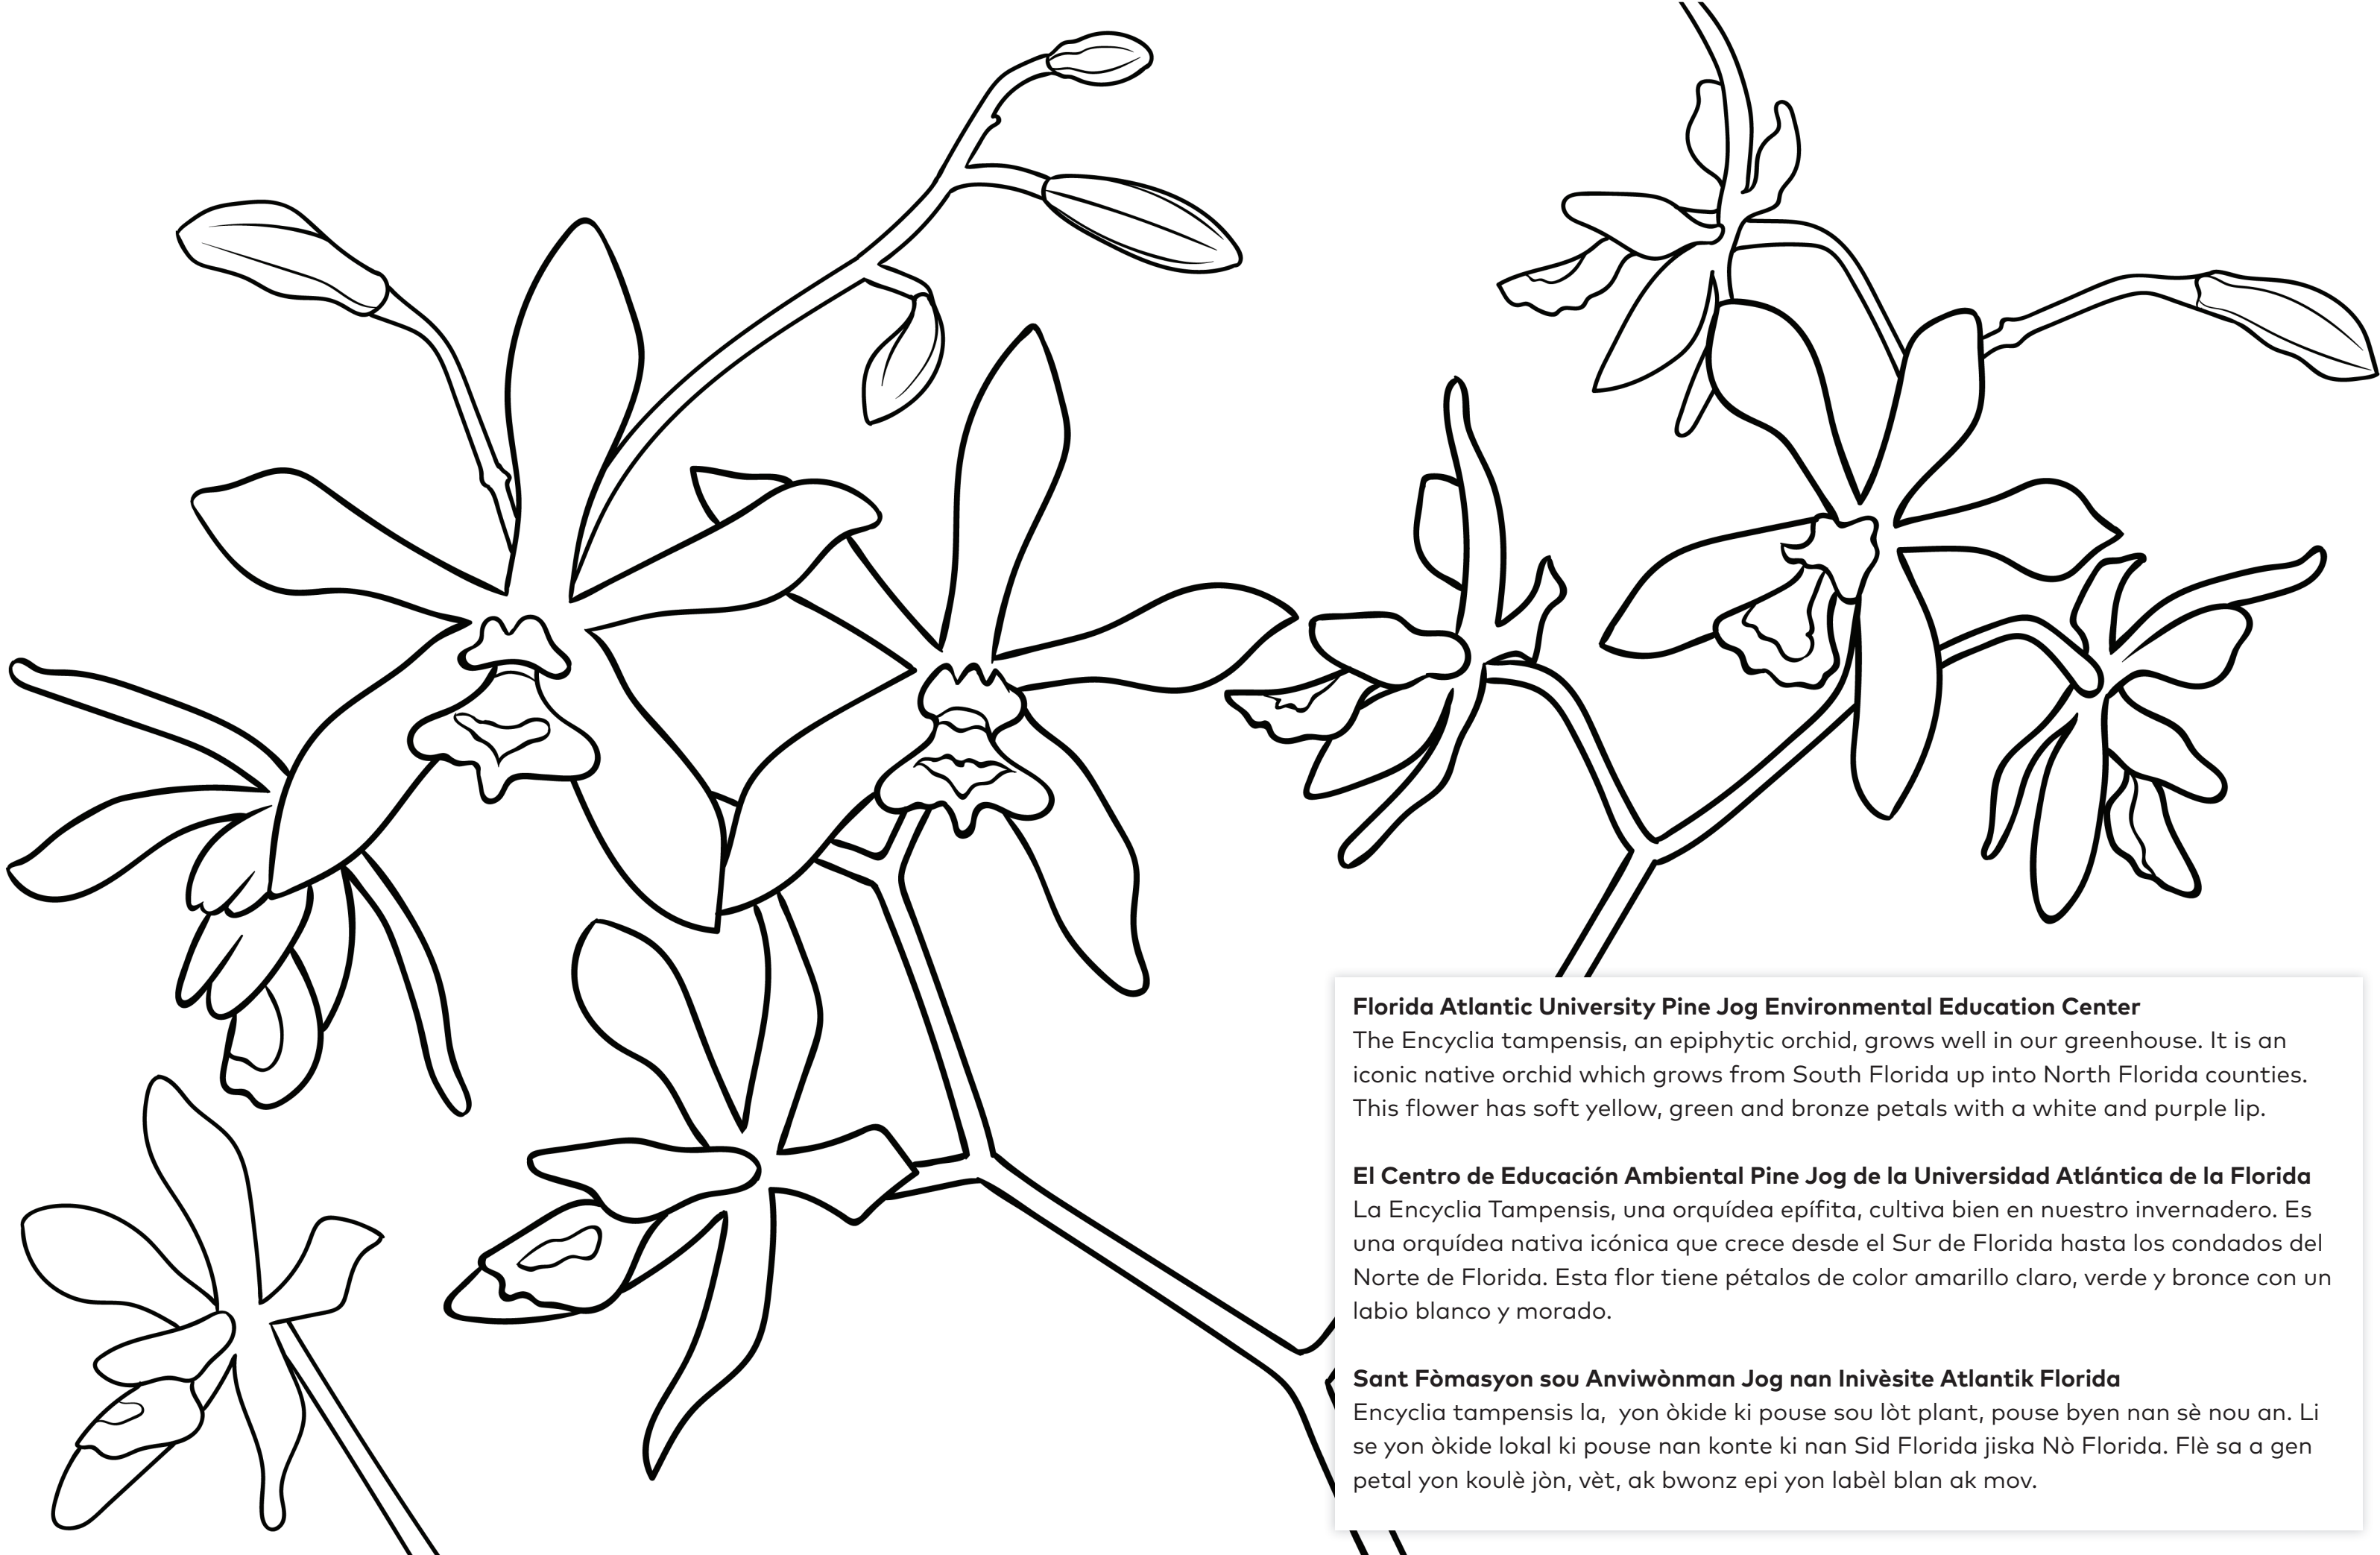 Florida Atlantic University Pine Jog Environmental Education Center
The Encyclia tampensis, an epiphytic orchid, grows well in our greenhouse. It is an
iconic native orchid which grows from South Florida up into North Florida counties.
This flower has soft yellow, green and bronze petals with a white and purple lip.
El Centro de Educación Ambiental Pine Jog de la Universidad Atlántica de la Florida
La Encyclia Tampensis, una orquídea epífita, cultiva bien en nuestro invernadero. Es
una orquídea nativa icónica que crece desde el Sur de Florida hasta los condados del
Norte de Florida. Esta flor tiene pétalos de color amarillo claro, verde y bronce con un
labio blanco y morado.
Sant Fòmasyon sou Anviwònman Jog nan Inivèsite Atlantik Florida
Encyclia tampensis la,  yon òkide ki pouse sou lòt plant, pouse byen nan sè nou an. Li
se yon òkide lokal ki pouse nan konte ki nan Sid Florida jiska Nò Florida. Flè sa a gen
petal yon koulè jòn, vèt, ak bwonz epi yon labèl blan ak mov.